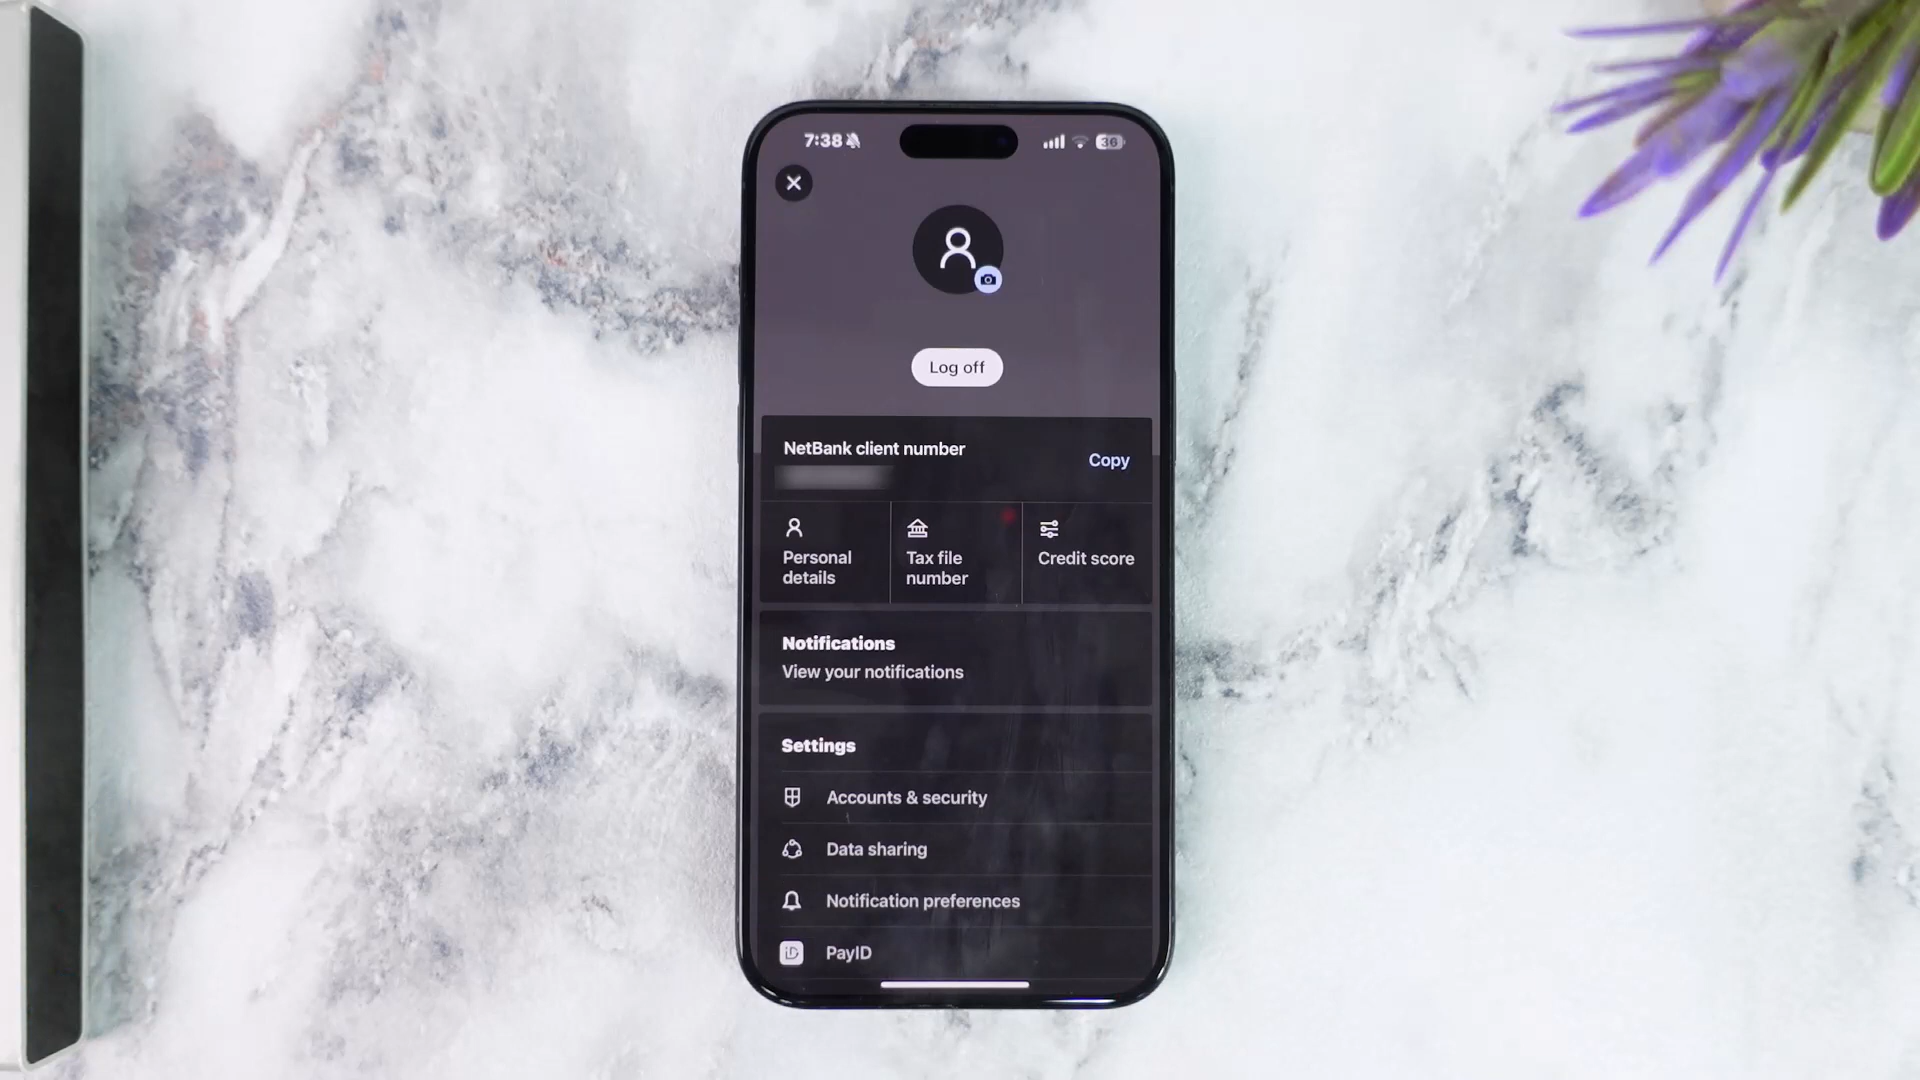 7:38
36
Log off
NetBank client number
Copy
Personal details
Tax file number
Credit score
Notifications
View your notifications
Settings
Accounts & security
Data sharing
Notification preferences
iD
PayID